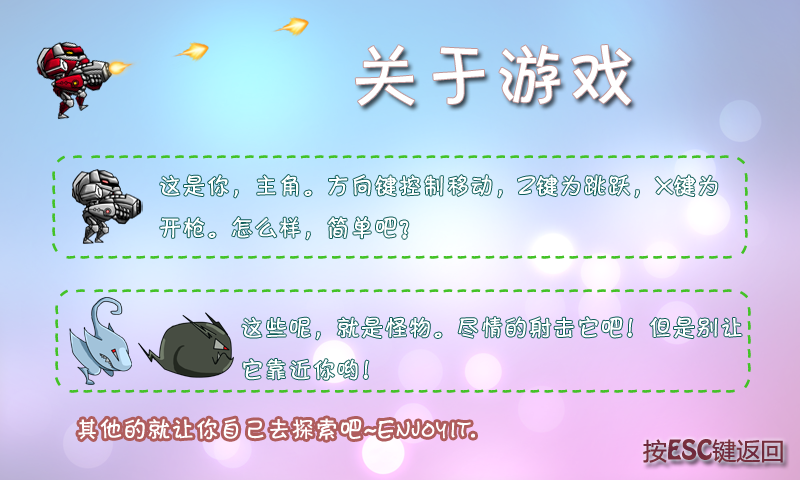 关于游戏
这是你，主角。方向键控制移动，Z键为跳跃，X键为
开枪。怎么样，简单吧？
这些呢，就是怪物。尽情的射击它吧！但是别让
它靠近你哟！
其他的就让你自己去探索吧~ENJOYIT.
按ESC键返回